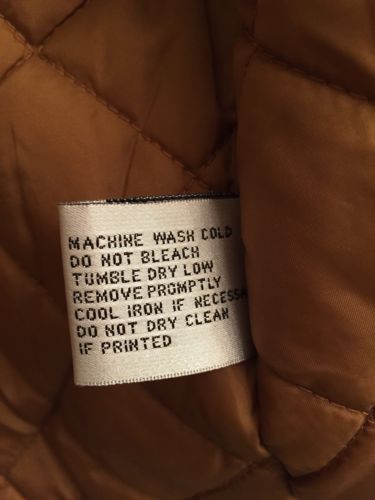 MACHINE WASH COLD
DO NOT BLEACH
TUMBLE DRY LOW
REMOVE PROMPTLY
COOL IRON IF NECESSA
DO NOT DRY CLEAN
IF PRINTED